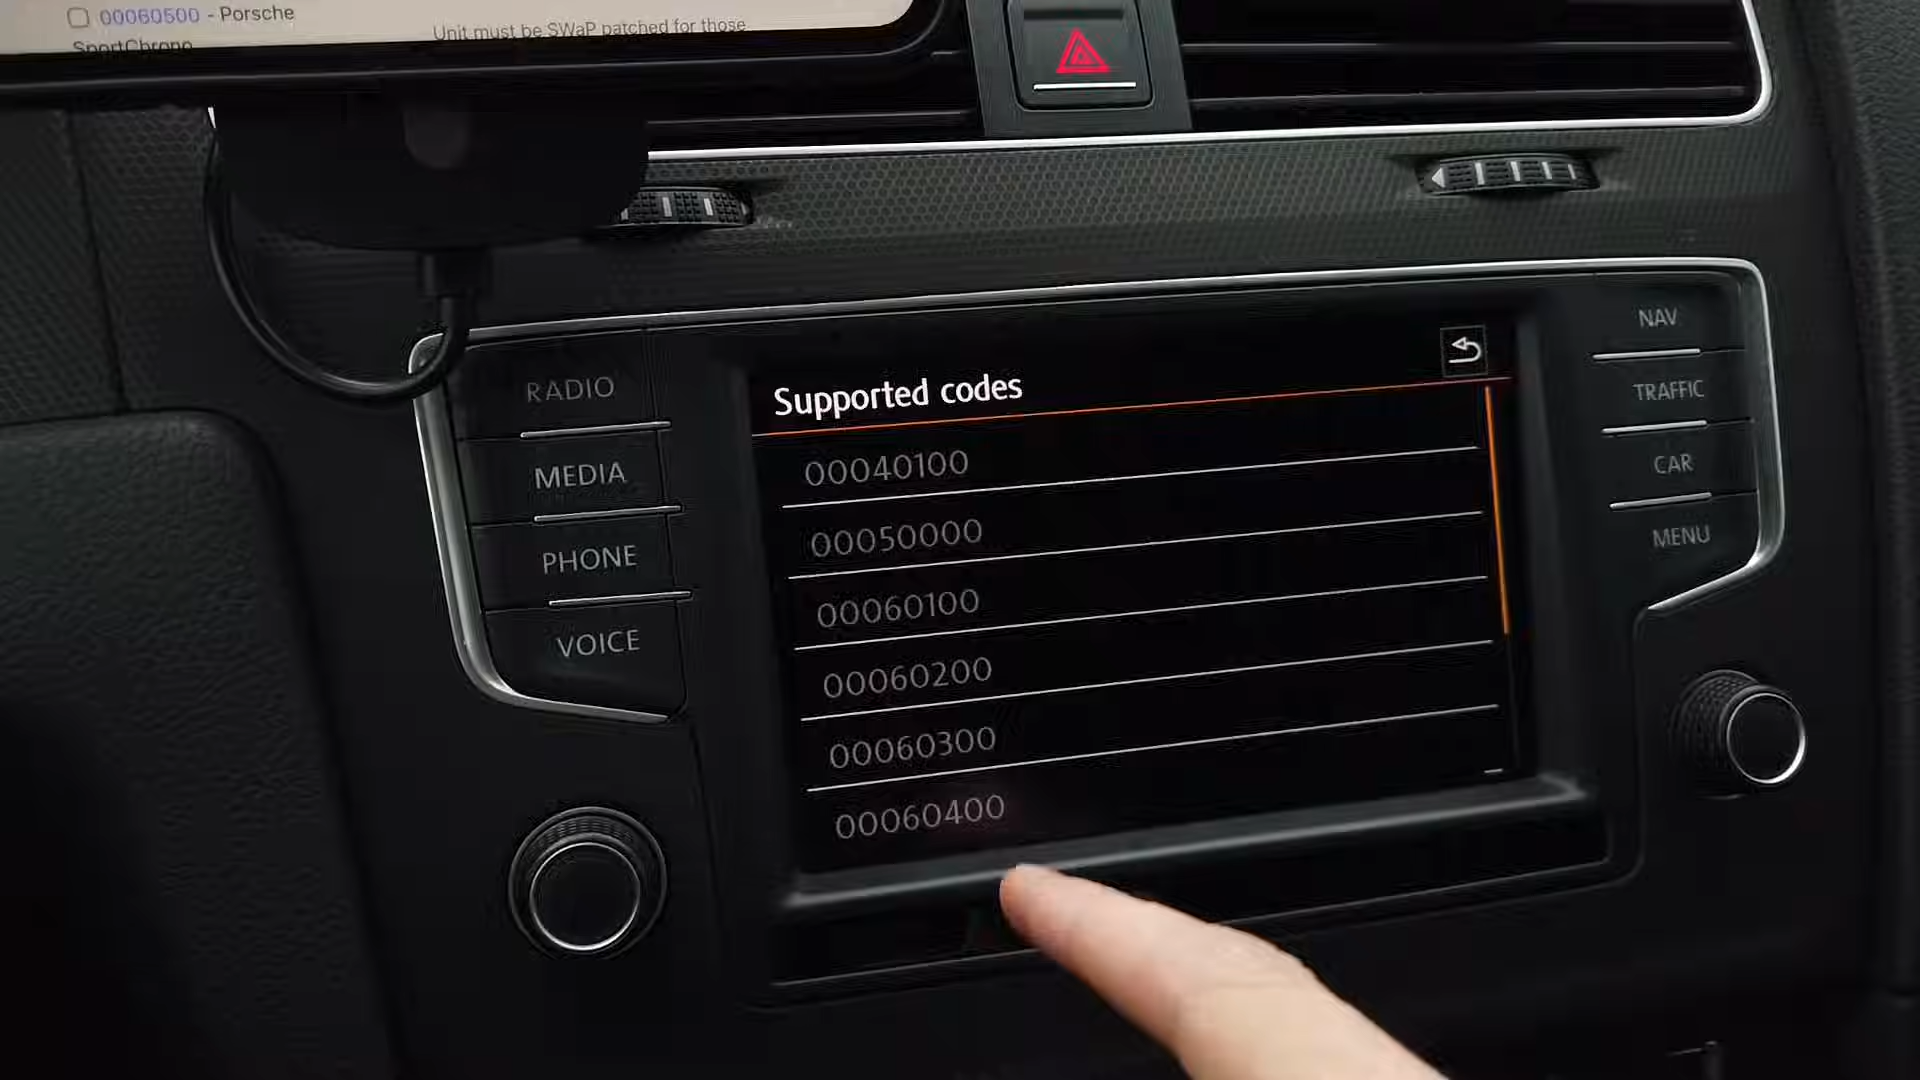 00060500 - Porsche
SportChrono
Unit must be SWaP patched for those
RADIO
MEDIA
PHONE
VOICE
Supported codes
00040100
00050000
00060100
00060200
00060300
00060400
NAV
TRAFFIC
CAR
MENU